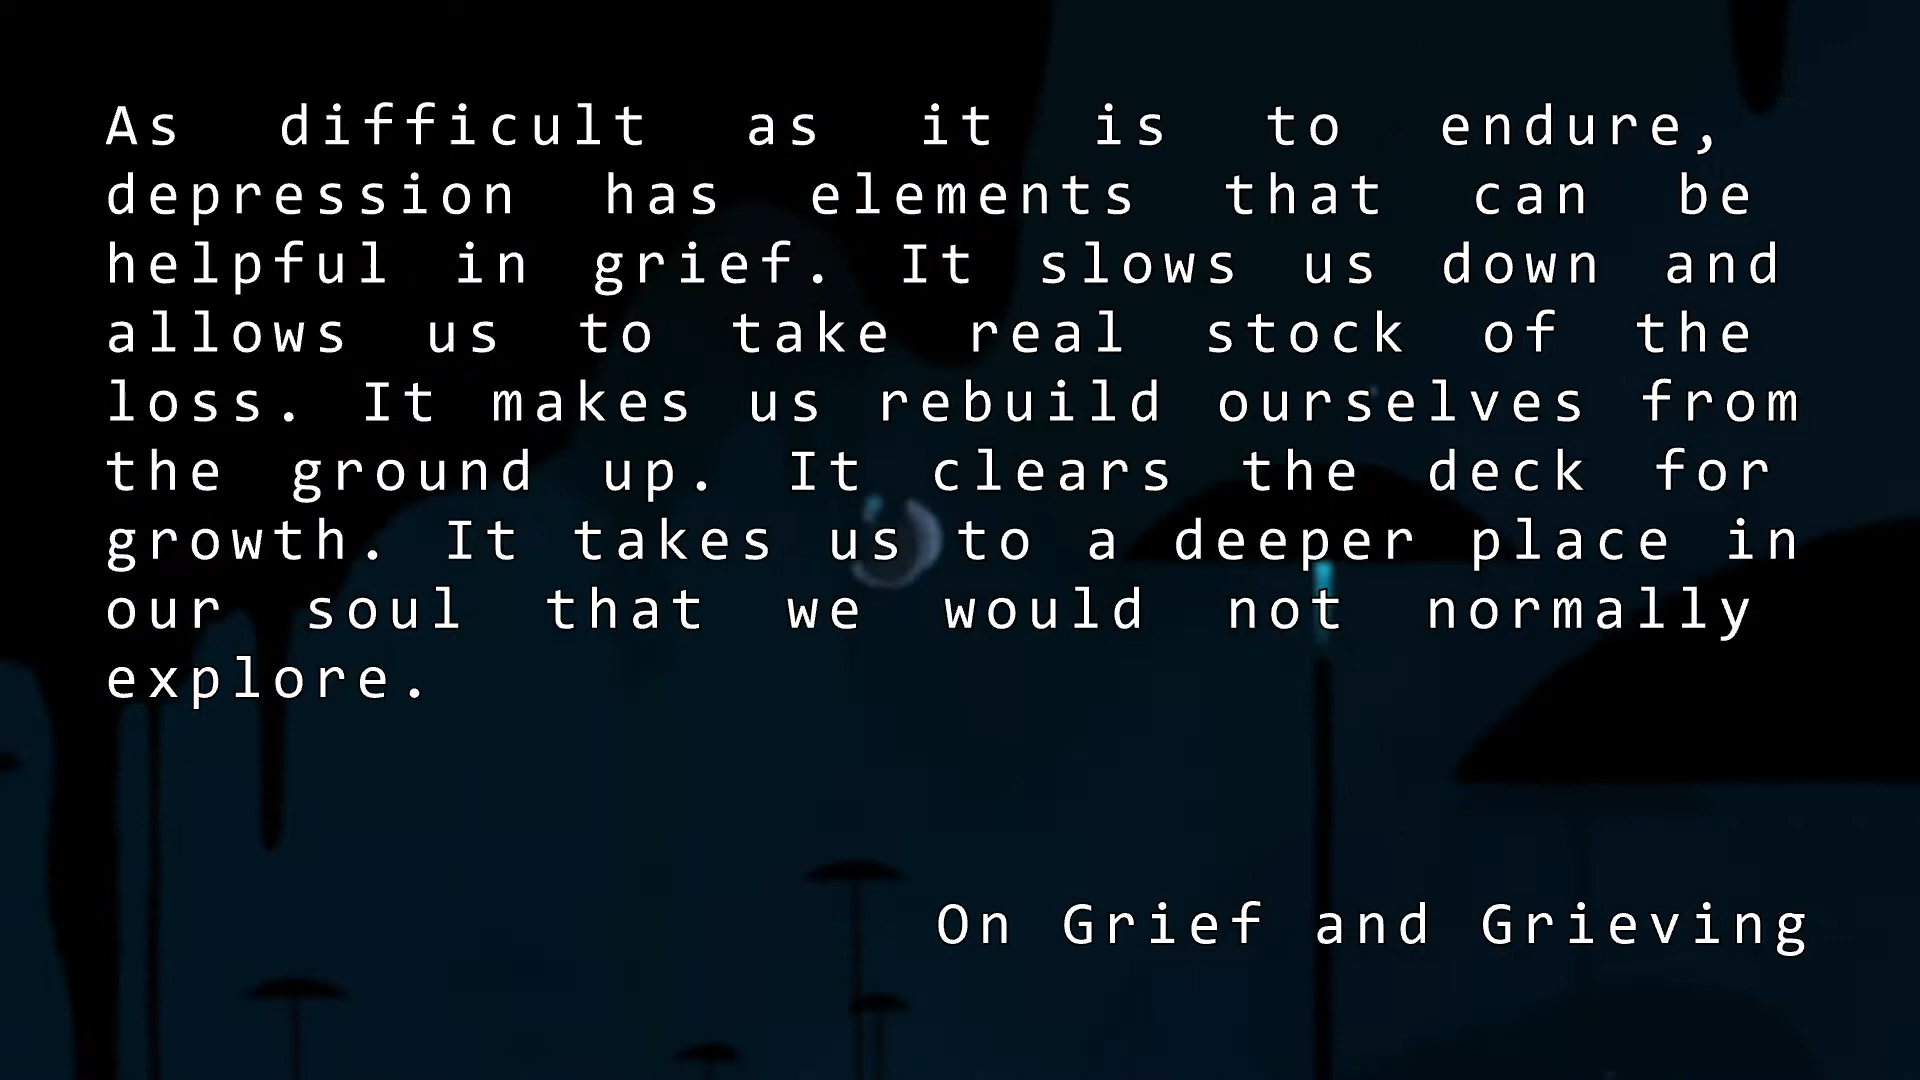 As difficult as it is to endure,
depression has elements that can be
helpful in grief. It slows us down and
allows us to take real stock of the
loss. It makes us rebuild ourselves from
the ground up. It clears the deck for
growth. It takes us to a deeper place in
our soul that we would not normally
explore.
On Grief and Grieving